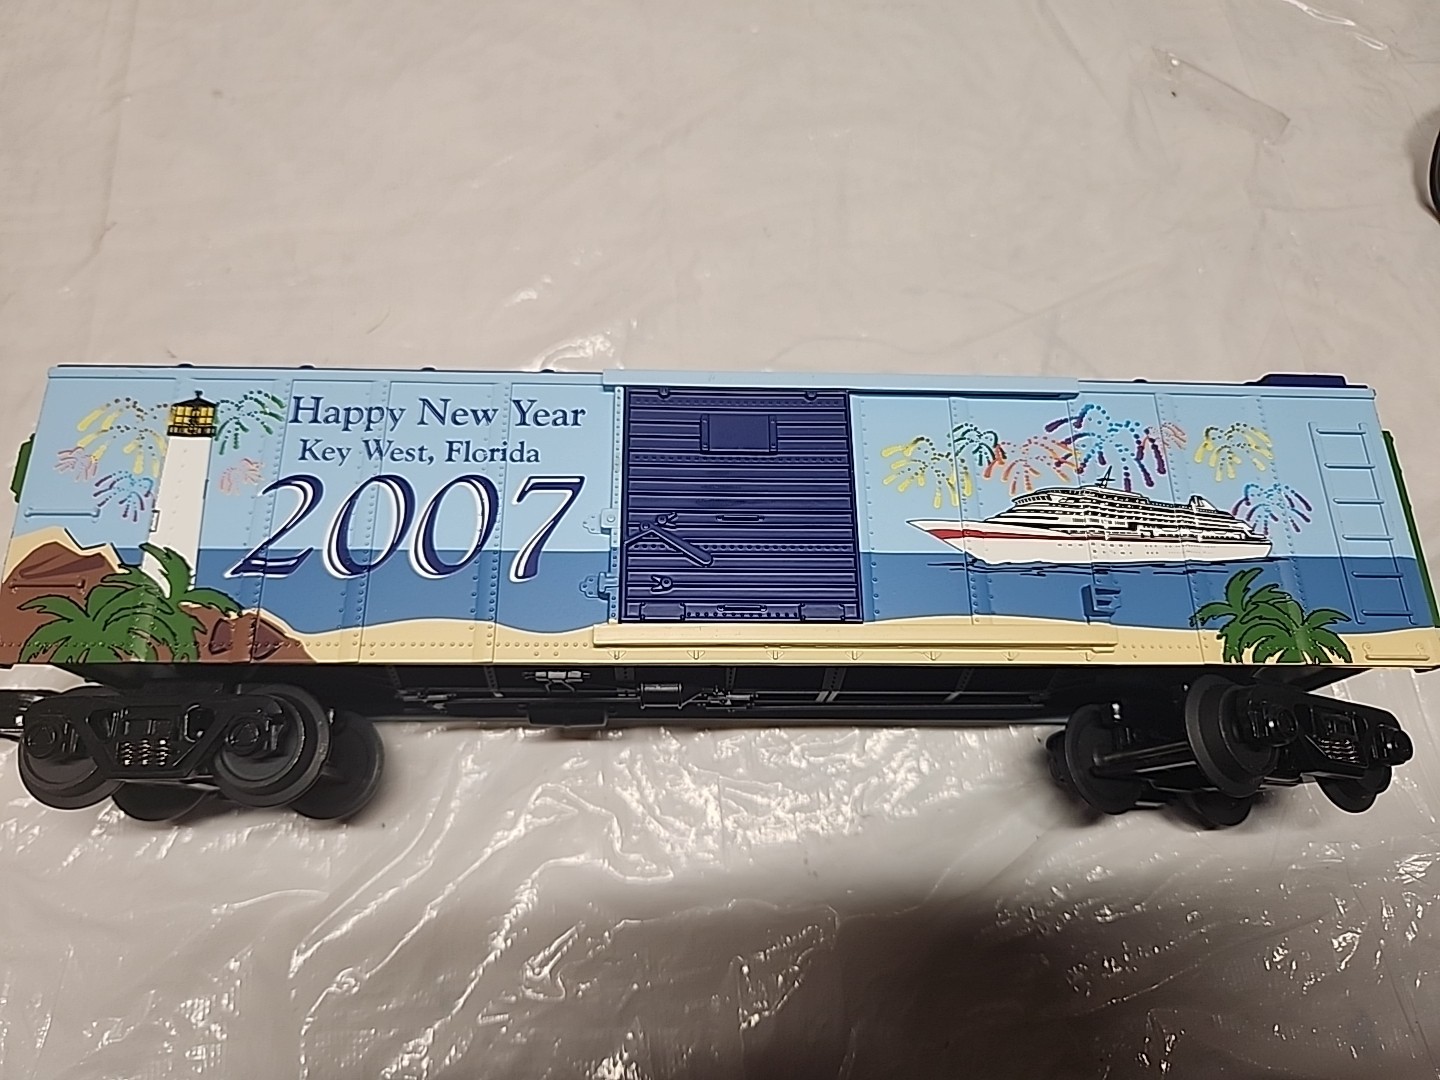 Happy New Year
Key West, Florida
2007